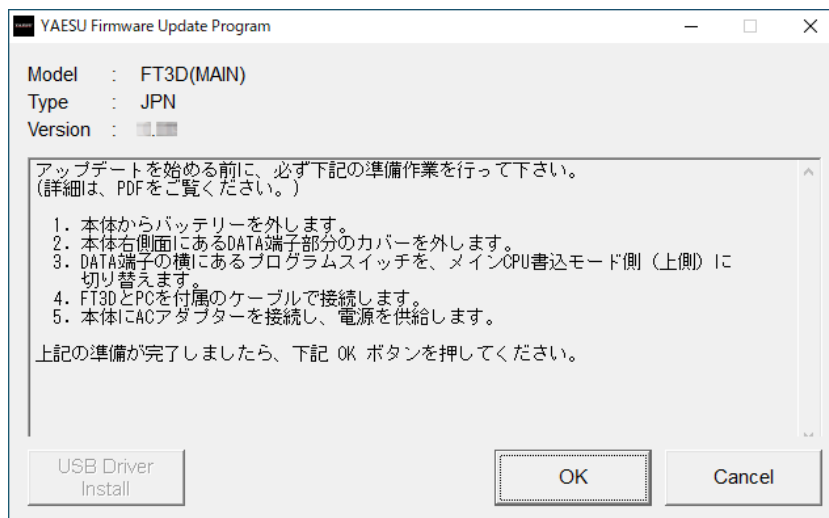 YAESU Firmware Update Program
Model : FT3D(MAIN)
Type : JPN
Version :
アップデートを始める前に、必ず下記の準備作業を行って下さい。
(詳細は、PDFをご覧ください。)
1. 本体からバッテリーを外します。
2. 本体右側面にあるDATA端子部分のカバーを外します。
3. DATA端子の横にあるプログラムスイッチを、メインCPU書込モード側（上側）に
切り替えます。
4. FT3DとPCを付属のケーブルで接続します。
5. 本体にACアダプターを接続し、電源を供給します。
上記の準備が完了しましたら、下記 OK ボタンを押してください。
USB Driver
Install
OK
Cancel